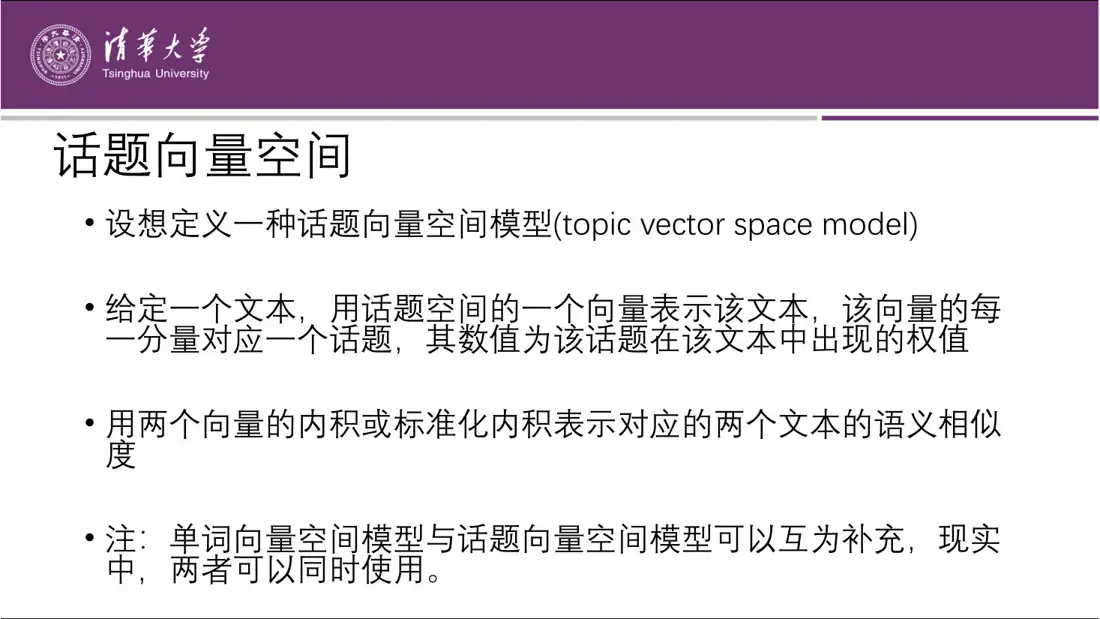 清华大学
Tsinghua University
话题向量空间
• 设想定义一种话题向量空间模型(topic vector space model)
• 给定一个文本，用话题空间的一个向量表示该文本，该向量的每
一分量对应一个话题，其数值为该话题在该文本中出现的权值
• 用两个向量的内积或标准化内积表示对应的两个文本的语义相似
度
• 注：单词向量空间模型与话题向量空间模型可以互为补充，现实
中，两者可以同时使用。